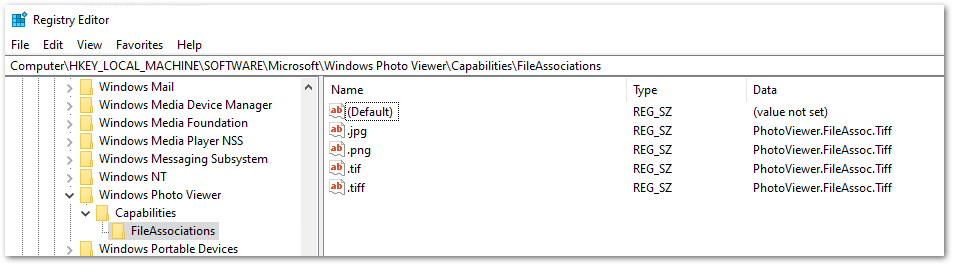 Registry Editor
File Edit View Favorites Help
Computer\HKEY_LOCAL_MACHINE\SOFTWARE\Microsoft\Windows Photo Viewer\Capabilities\FileAssociations
Windows Mail
Windows Media Device Manager
Windows Media Foundation
Windows Media Player NSS
Windows Messaging Subsystem
Windows NT
Windows Photo Viewer
Capabilities
FileAssociations
Windows Portable Devices
Name Type Data
ab (Default) REG_SZ (value not set)
ab .jpg REG_SZ PhotoViewer.FileAssoc.Tiff
ab .png REG_SZ PhotoViewer.FileAssoc.Tiff
ab .tif REG_SZ PhotoViewer.FileAssoc.Tiff
ab .tiff REG_SZ PhotoViewer.FileAssoc.Tiff